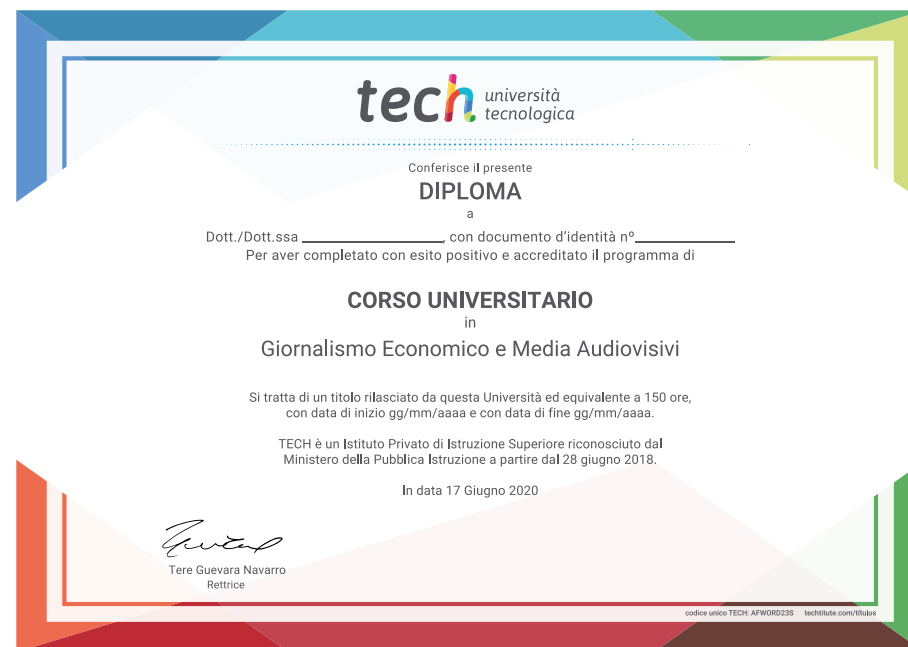 tech università
tecnologica
Conferisce il presente
DIPLOMA
a
Dott./Dott.ssa ____________, con documento d'identità nº____________
Per aver completato con esito positivo e accreditato il programma di
CORSO UNIVERSITARIO
in
Giornalismo Economico e Media Audiovisivi
Si tratta di un titolo rilasciato da questa Università ed equivalente a 150 ore,
con data di inizio gg/mm/aaaa e con data di fine gg/mm/aaaa.
TECH è un Istituto Privato di Istruzione Superiore riconosciuto dal
Ministero della Pubblica Istruzione a partire dal 28 giugno 2018.
In data 17 Giugno 2020
Tere Guevara Navarro
Rettrice
codice unico TECH: AFWORD23S techtitute.com/títulos